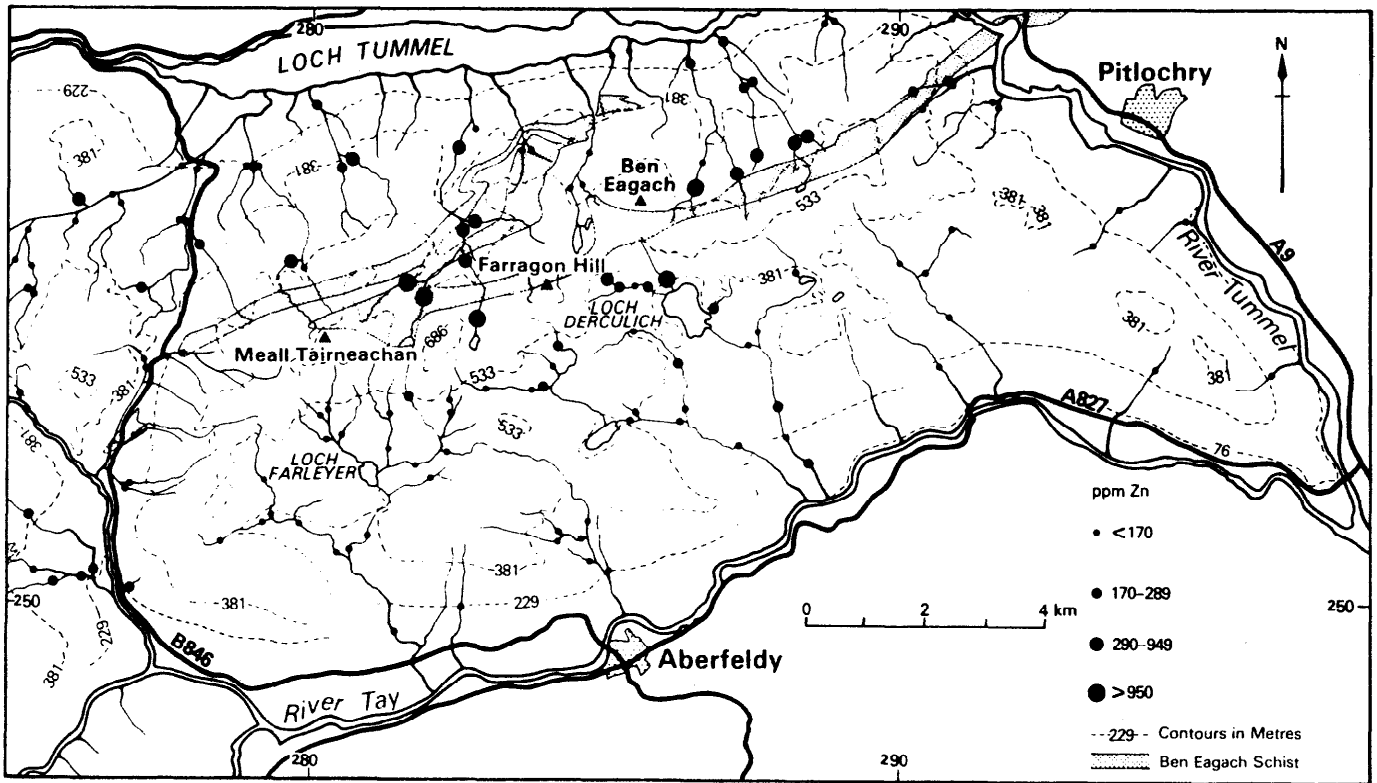 280
290
LOCH TUMMEL
N
Pitlochry
229
381
381
381
Ben
Eagach
533
381
381
A9
River Tummel
Farragon Hill
381
LOCH
DERCULICH
686
Meall Tairneachan
381
381
533
381
533
A827
533
381
76
LOCH
FARLEYER
ppm Zn
<170
170-289
290-949
>950
381
229
381
250
229
381
B846
0 2 4 km
250
Aberfeldy
River Tay
280
290
--229-- Contours in Metres
Ben Eagach Schist